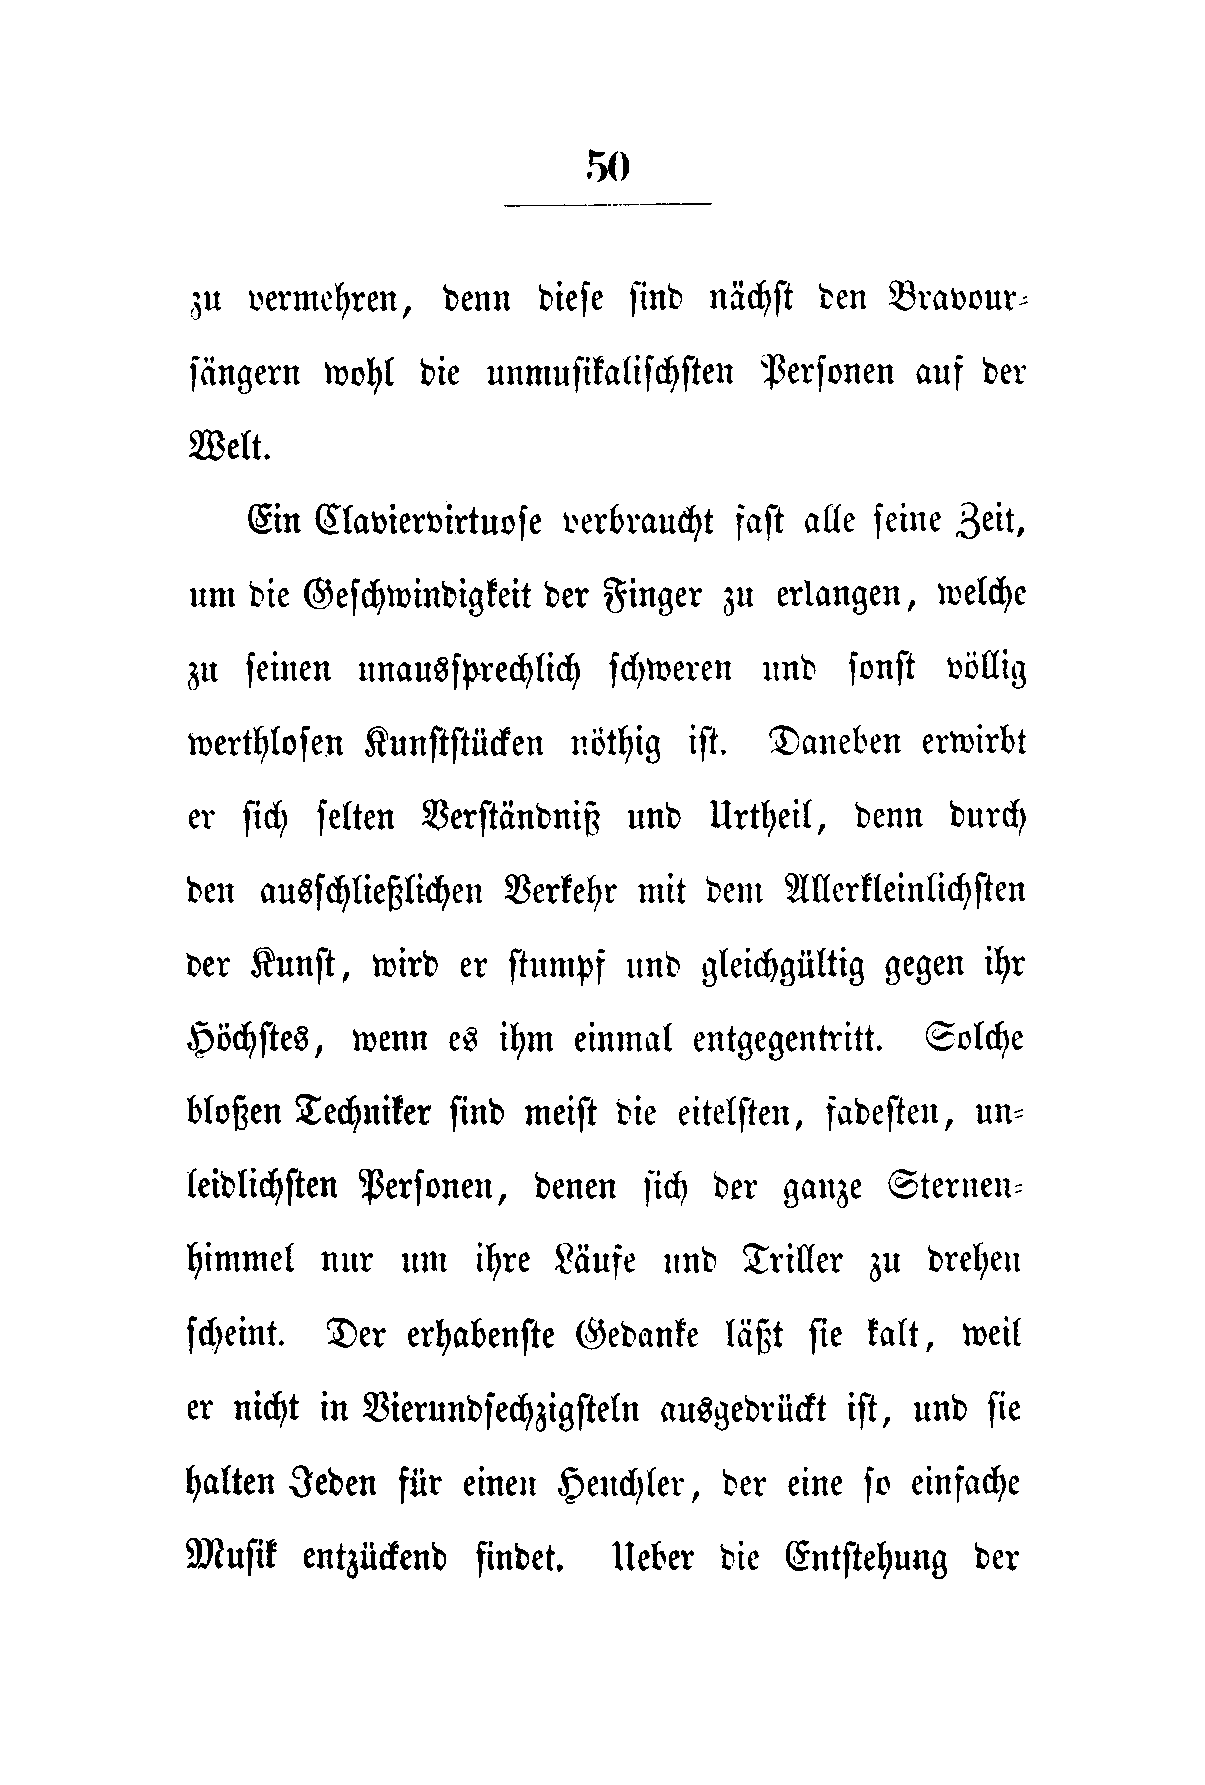 50
zu vermehren, denn diese sind nächst den Bravour-
sängern wohl die unmusikalischsten Personen auf der
Welt.
Ein Claviervirtuose verbraucht fast alle seine Zeit,
um die Geschwindigkeit der Finger zu erlangen, welche
zu seinen unaussprechlich schweren und sonst völlig
werthlosen Kunststücken nöthig ist. Daneben erwirbt
er sich selten Verständniß und Urtheil, denn durch
den ausschließlichen Verkehr mit dem Allerkleinlichsten
der Kunst, wird er stumpf und gleichgültig gegen ihr
Höchstes, wenn es ihm einmal entgegentritt. Solche
bloßen Techniker sind meist die eitelsten, fadesten, un-
leidlichsten Personen, denen sich der ganze Sternen-
himmel nur um ihre Läufe und Triller zu drehen
scheint. Der erhabenste Gedanke läßt sie kalt, weil
er nicht in Vierundsechzigsteln ausgedrückt ist, und sie
halten Jeden für einen Heuchler, der eine so einfache
Musik entzückend findet. Ueber die Entstehung der